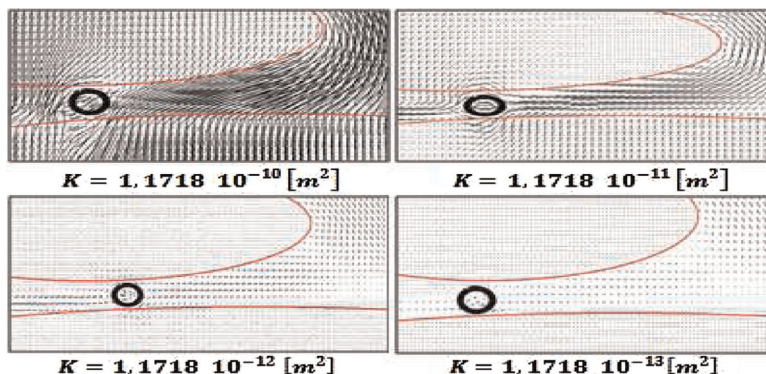 K = 1,1718 10⁻¹⁰[m²]
K = 1,1718 10⁻¹¹[m²]
K = 1,1718 10⁻¹² [m²]
K = 1,1718 10⁻¹³[m²]